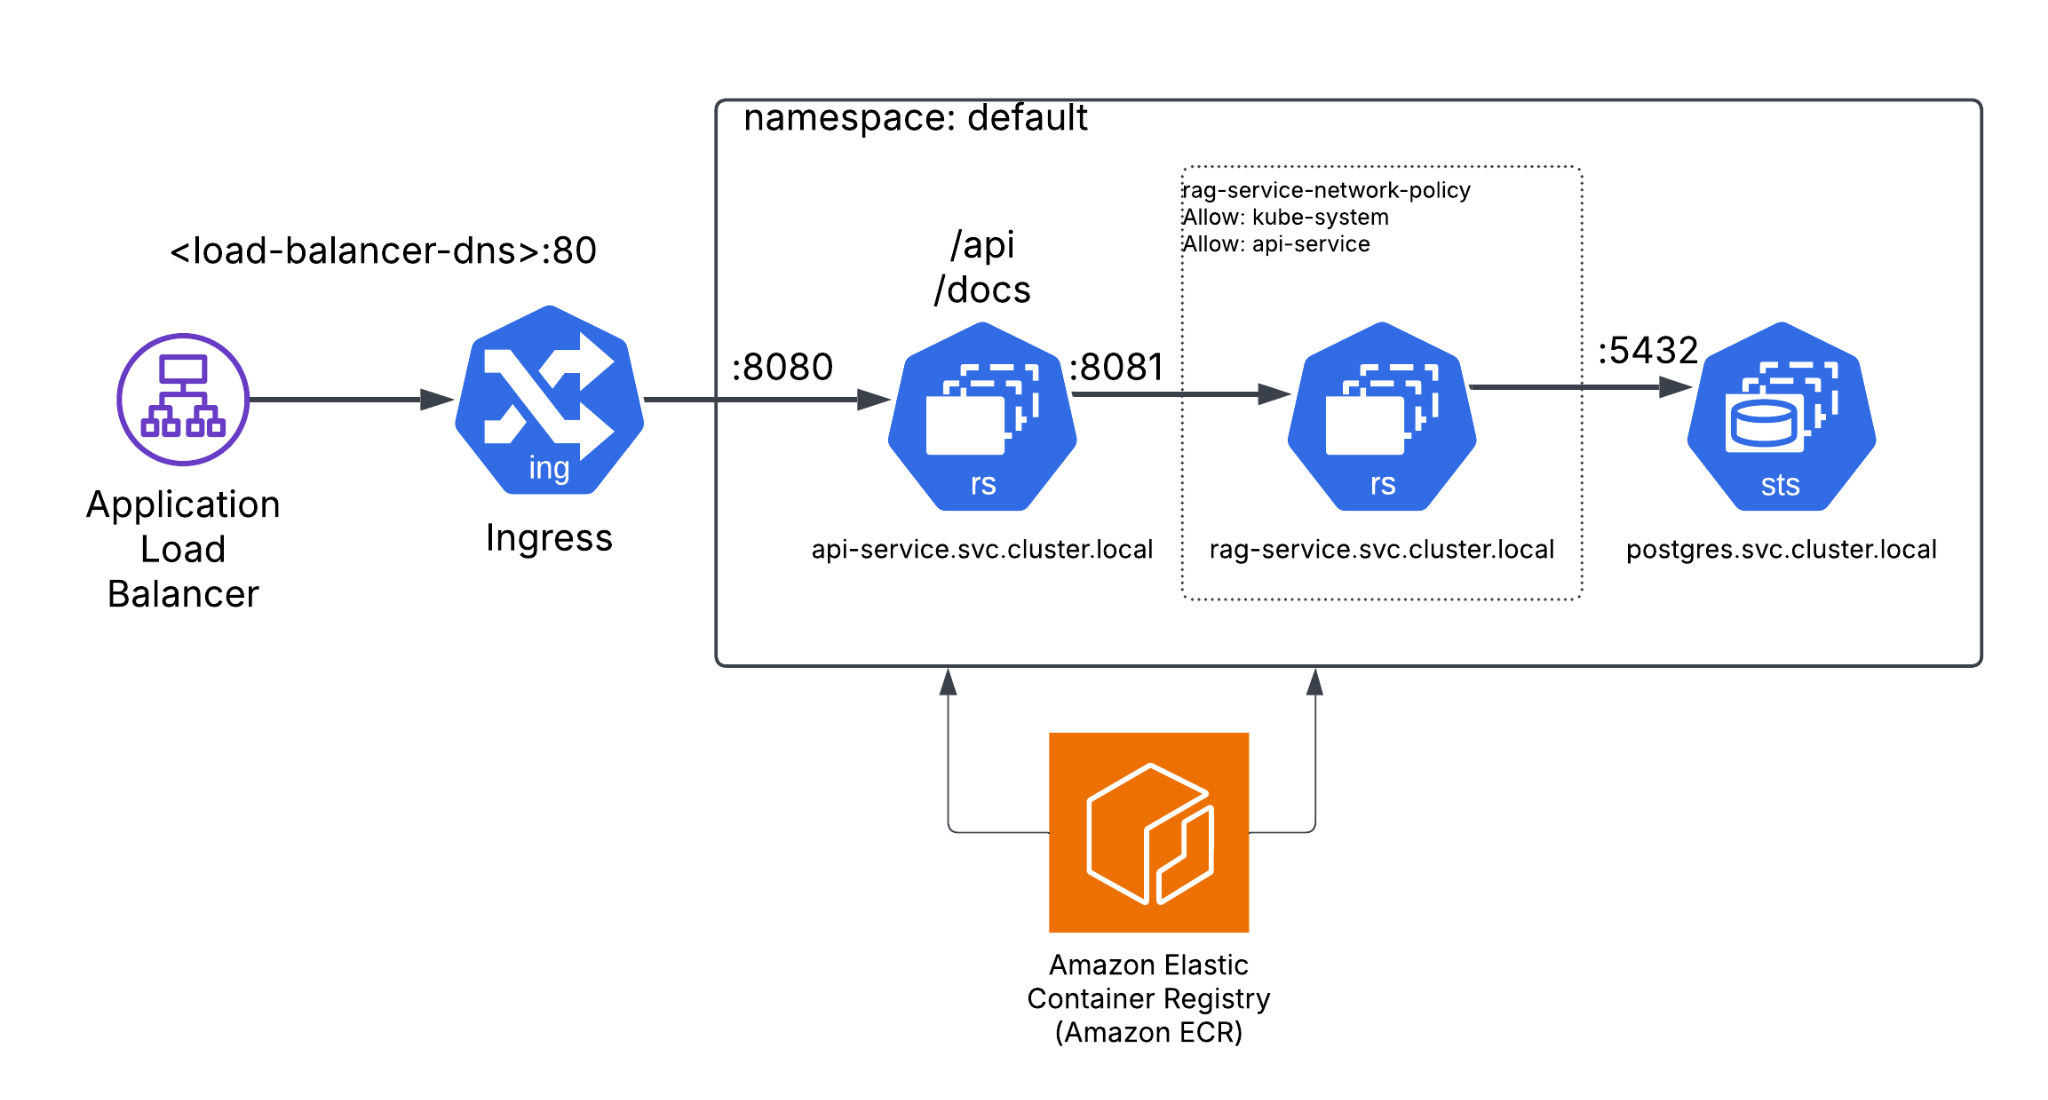 namespace: default
rag-service-network-policy
Allow: kube-system
Allow: api-service
<load-balancer-dns>:80
/api
/docs
:8080
:8081
:5432
ing
rs
rs
sts
Application
Load
Balancer
Ingress
api-service.svc.cluster.local
rag-service.svc.cluster.local
postgres.svc.cluster.local
Amazon Elastic
Container Registry
(Amazon ECR)